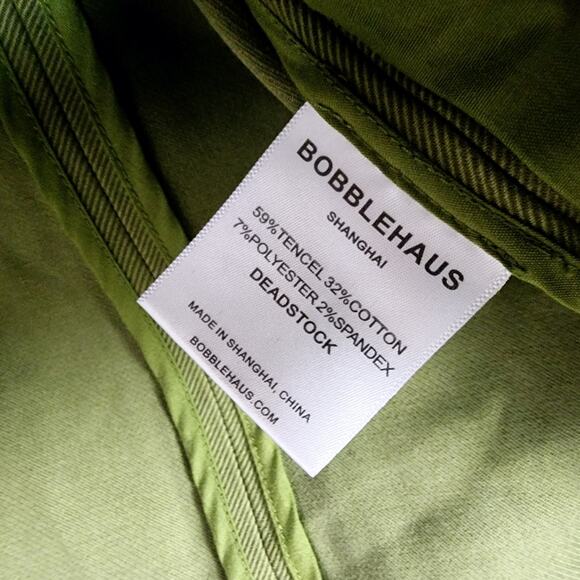 BOBBLEHAUS
SHANGHAI
59%TENCEL 32%COTTON
7%POLYESTER 2%SPANDEX
DEADSTOCK
MADE IN SHANGHAI, CHINA
BOBBLEHAUS.COM